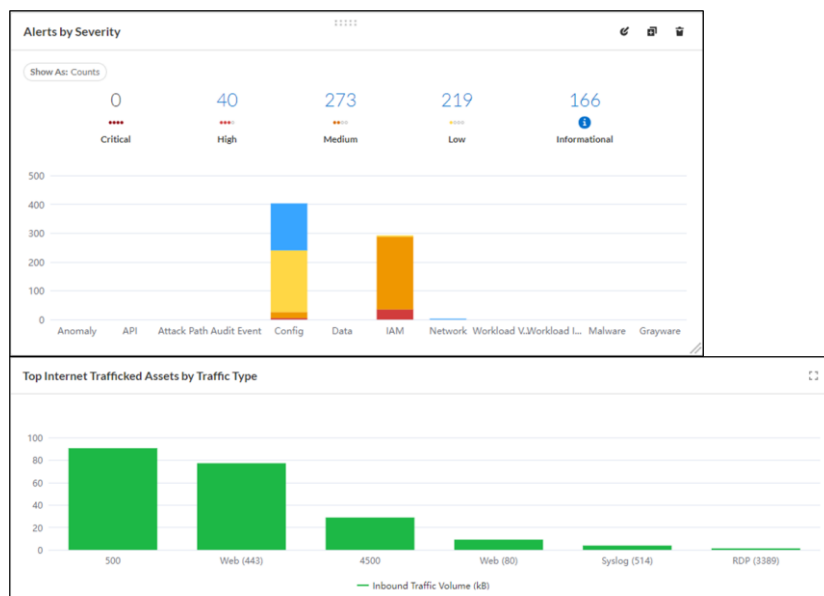 Alerts by Severity
Show As: Counts
0 40 273 219 166
Critical High Medium Low Informational
500
400
300
200
100
0
Anomaly API Attack Path Audit Event Config Data IAM Network Workload V... Workload I... Malware Grayware
Top Internet Trafficked Assets by Traffic Type
100
80
60
40
20
0
500 Web (443) 4500 Web (80) Syslog (514) RDP (3389)
Inbound Traffic Volume (kB)